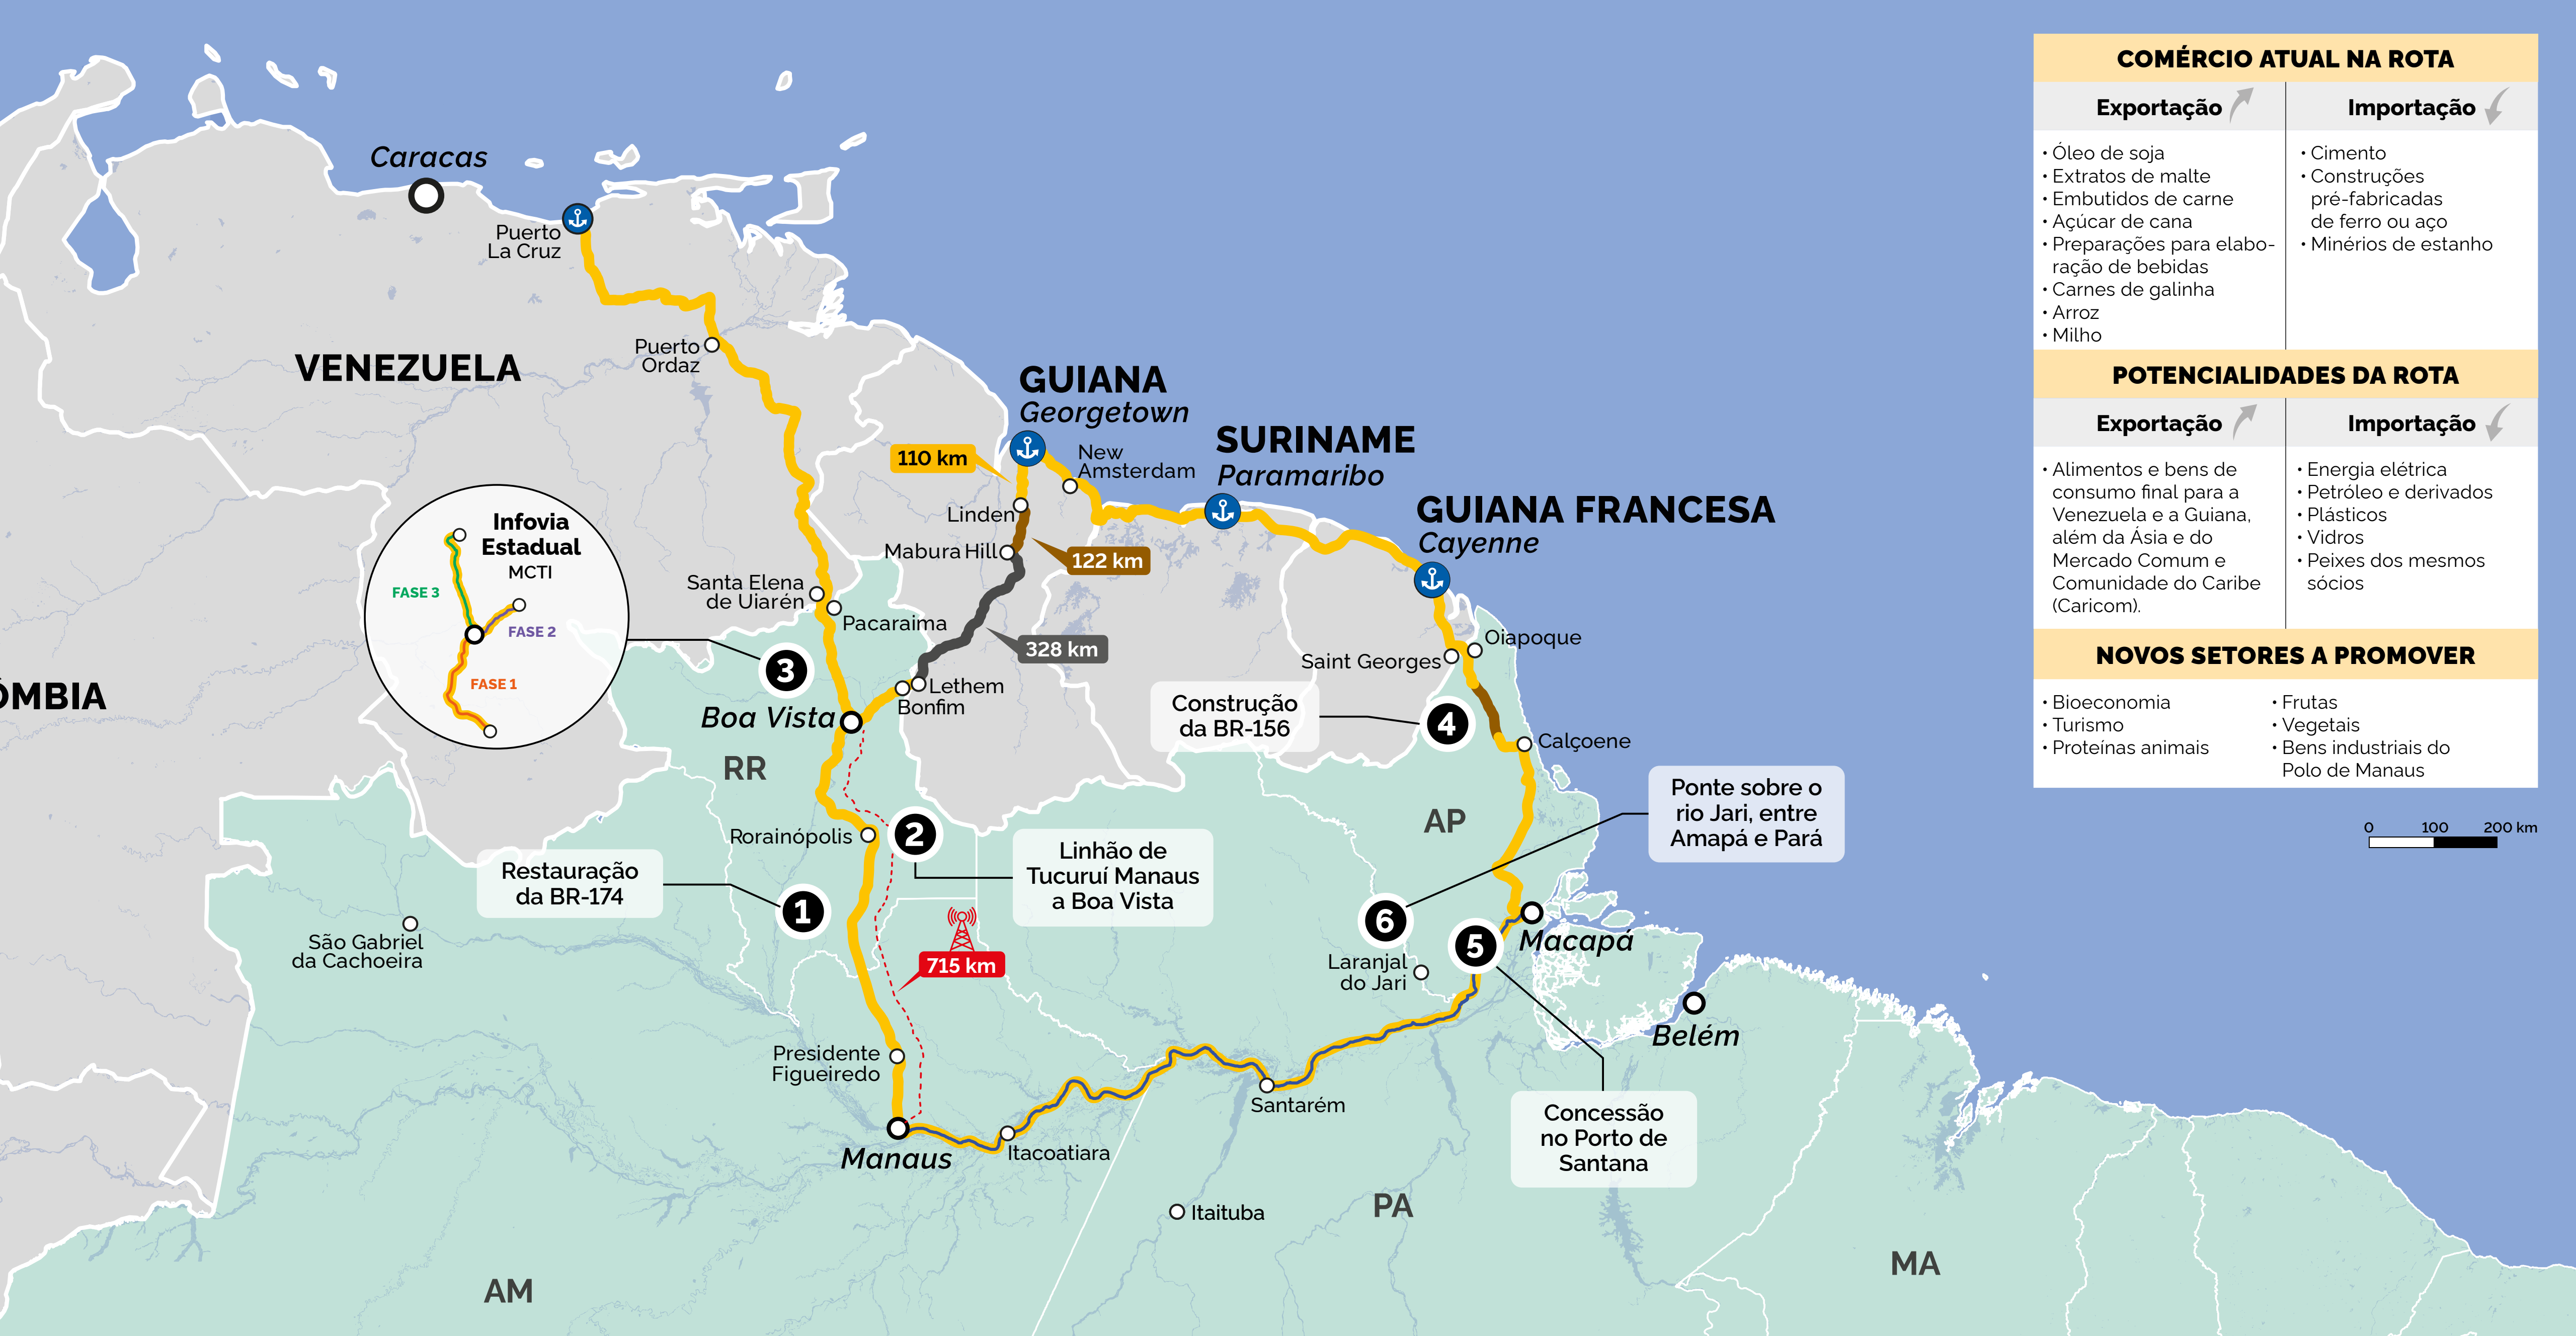 Caracas
Puerto
La Cruz
VENEZUELA
Puerto
Ordaz
GUIANA
Georgetown
110 km
New
Amsterdam
SURINAME
Paramaribo
GUIANA FRANCESA
Cayenne
Linden
Mabura Hill
122 km
Santa Elena
de Uiarén
Pacaraima
328 km
Infovia
Estadual
MCTI
FASE 3
FASE 2
FASE 1
ÔMBIA
3
Lethem
Bonfim
Boa Vista
RR
Saint Georges
Oiapoque
Construção
da BR-156
4
Calçoene
AP
Ponte sobre o
rio Jari, entre
Amapá e Pará
Rorainópolis
2
Linhão de
Tucuruí Manaus
a Boa Vista
Restauração
da BR-174
1
715 km
São Gabriel
da Cachoeira
6
5
Macapá
Laranjal
do Jari
Belém
Presidente
Figueiredo
Manaus
Itacoatiara
Santarém
Concessão
no Porto de
Santana
Itaituba
PA
AM
MA
COMÉRCIO ATUAL NA ROTA
Exportação
• Óleo de soja
• Extratos de malte
• Embutidos de carne
• Açúcar de cana
• Preparações para elabo-
ração de bebidas
• Carnes de galinha
• Arroz
• Milho
Importação
• Cimento
• Construções
pré-fabricadas
de ferro ou aço
• Minérios de estanho
POTENCIALIDADES DA ROTA
Exportação
• Alimentos e bens de
consumo final para a
Venezuela e a Guiana,
além da Ásia e do
Mercado Comum e
Comunidade do Caribe
(Caricom).
Importação
• Energia elétrica
• Petróleo e derivados
• Plásticos
• Vidros
• Peixes dos mesmos
sócios
NOVOS SETORES A PROMOVER
• Bioeconomia
• Turismo
• Proteínas animais
• Frutas
• Vegetais
• Bens industriais do
Polo de Manaus
0 100 200 km